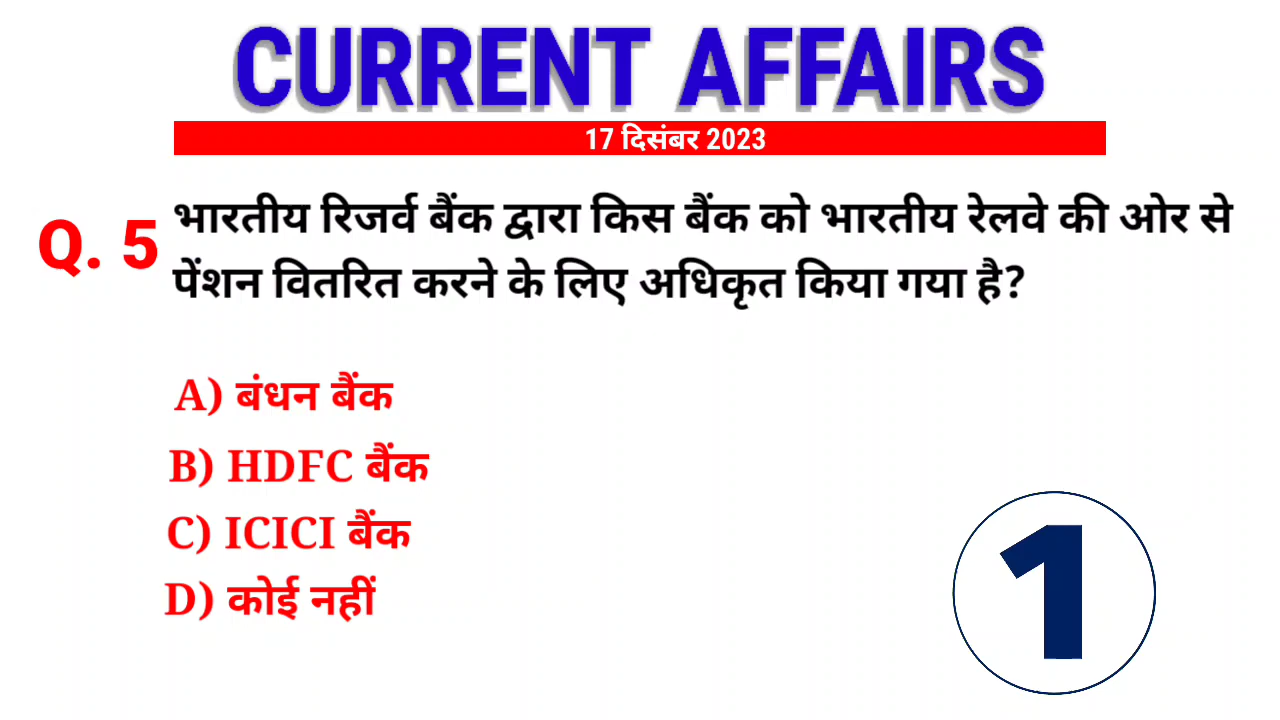 CURRENT AFFAIRS
17 दिसंबर 2023
Q. 5 भारतीय रिजर्व बैंक द्वारा किस बैंक को भारतीय रेलवे की ओर से
पेंशन वितरित करने के लिए अधिकृत किया गया है?
A) बंधन बैंक
B) HDFC बैंक
C) ICICI बैंक
D) कोई नहीं
1